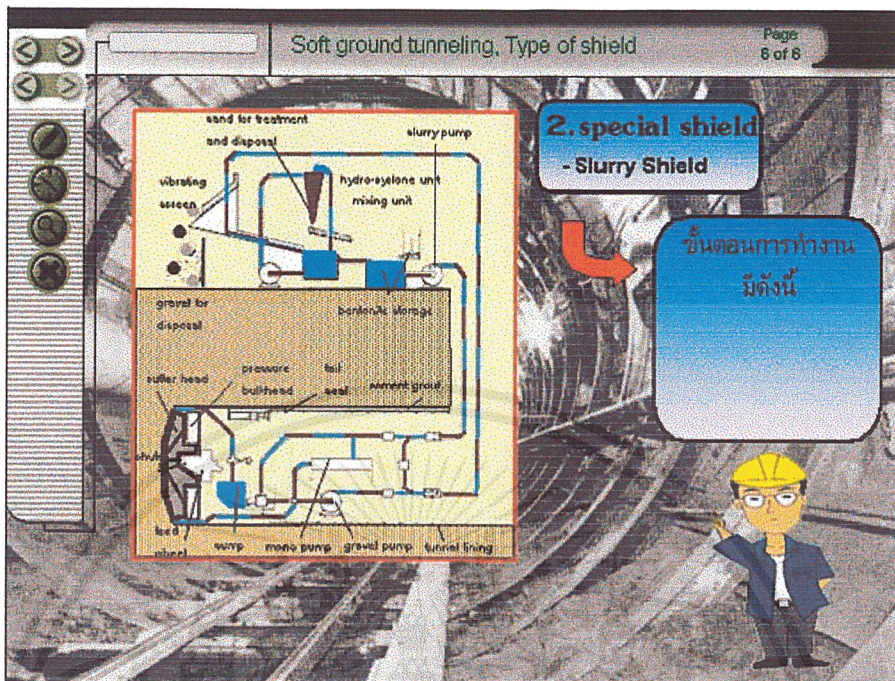 Soft ground tunneling, Type of shield
Page
6 of 6
2.special shield
- Slurry Shield
ขั้นตอนการทำงาน
มีดังนี้
sand for treatment
and disposal
slurry pump
vibrating
screen
hydro-cyclone unit
mixing unit
gravel for
disposal
bentonite storage
pressure
bulkhead
tail
seal
cement grout
cutter head
feed
wheel
sump
mono pump
gravel pump
tunnel lining